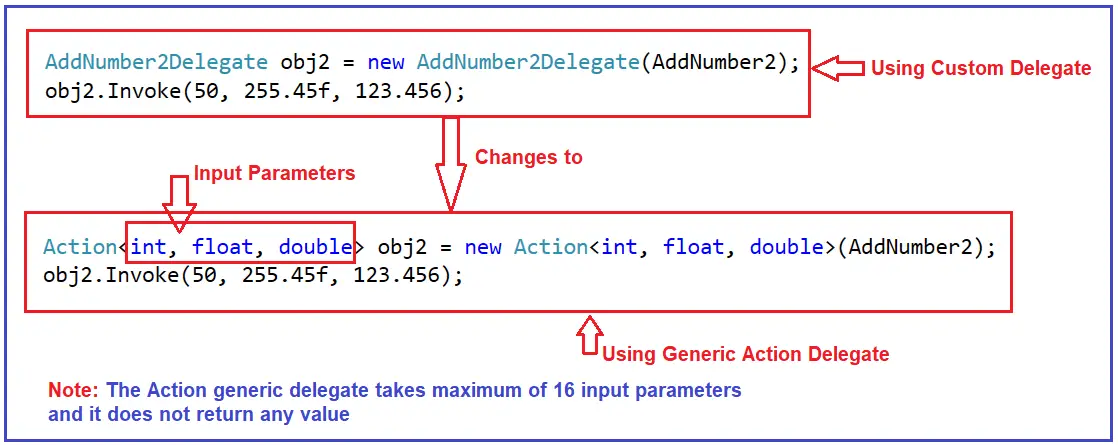 AddNumber2Delegate obj2 = new AddNumber2Delegate(AddNumber2);
obj2.Invoke(50, 255.45f, 123.456);
Using Custom Delegate
Changes to
Input Parameters
Action<int, float, double> obj2 = new Action<int, float, double>(AddNumber2);
obj2.Invoke(50, 255.45f, 123.456);
Using Generic Action Delegate
Note: The Action generic delegate takes maximum of 16 input parameters
and it does not return any value